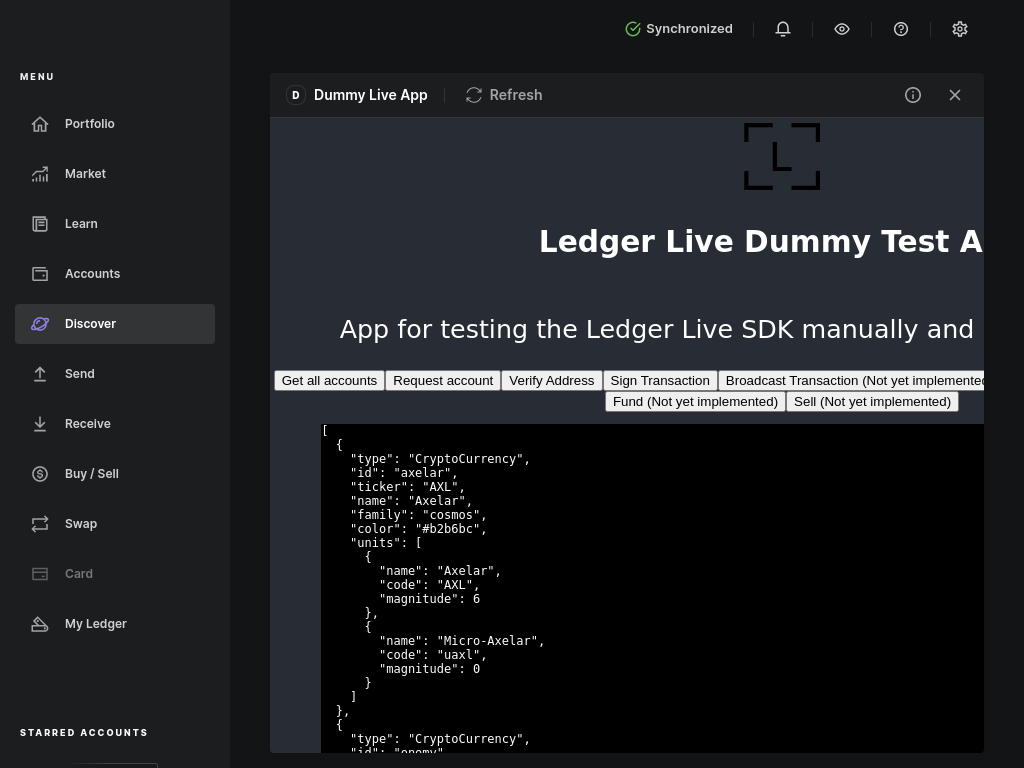 Synchronized
MENU
Portfolio
Market
Learn
Accounts
Discover
Send
Receive
Buy / Sell
Swap
Card
My Ledger
STARRED ACCOUNTS
D Dummy Live App Refresh
L
Ledger Live Dummy Test A
App for testing the Ledger Live SDK manually and
Get all accounts Request account Verify Address Sign Transaction Broadcast Transaction (Not yet implemented
Fund (Not yet implemented) Sell (Not yet implemented)
[
  {
    "type": "CryptoCurrency",
    "id": "axelar",
    "ticker": "AXL",
    "name": "Axelar",
    "family": "cosmos",
    "color": "#b2b6bc",
    "units": [
      {
        "name": "Axelar",
        "code": "AXL",
        "magnitude": 6
      },
      {
        "name": "Micro-Axelar",
        "code": "uaxl",
        "magnitude": 0
      }
    ]
  },
  {
    "type": "CryptoCurrency",
    "id":